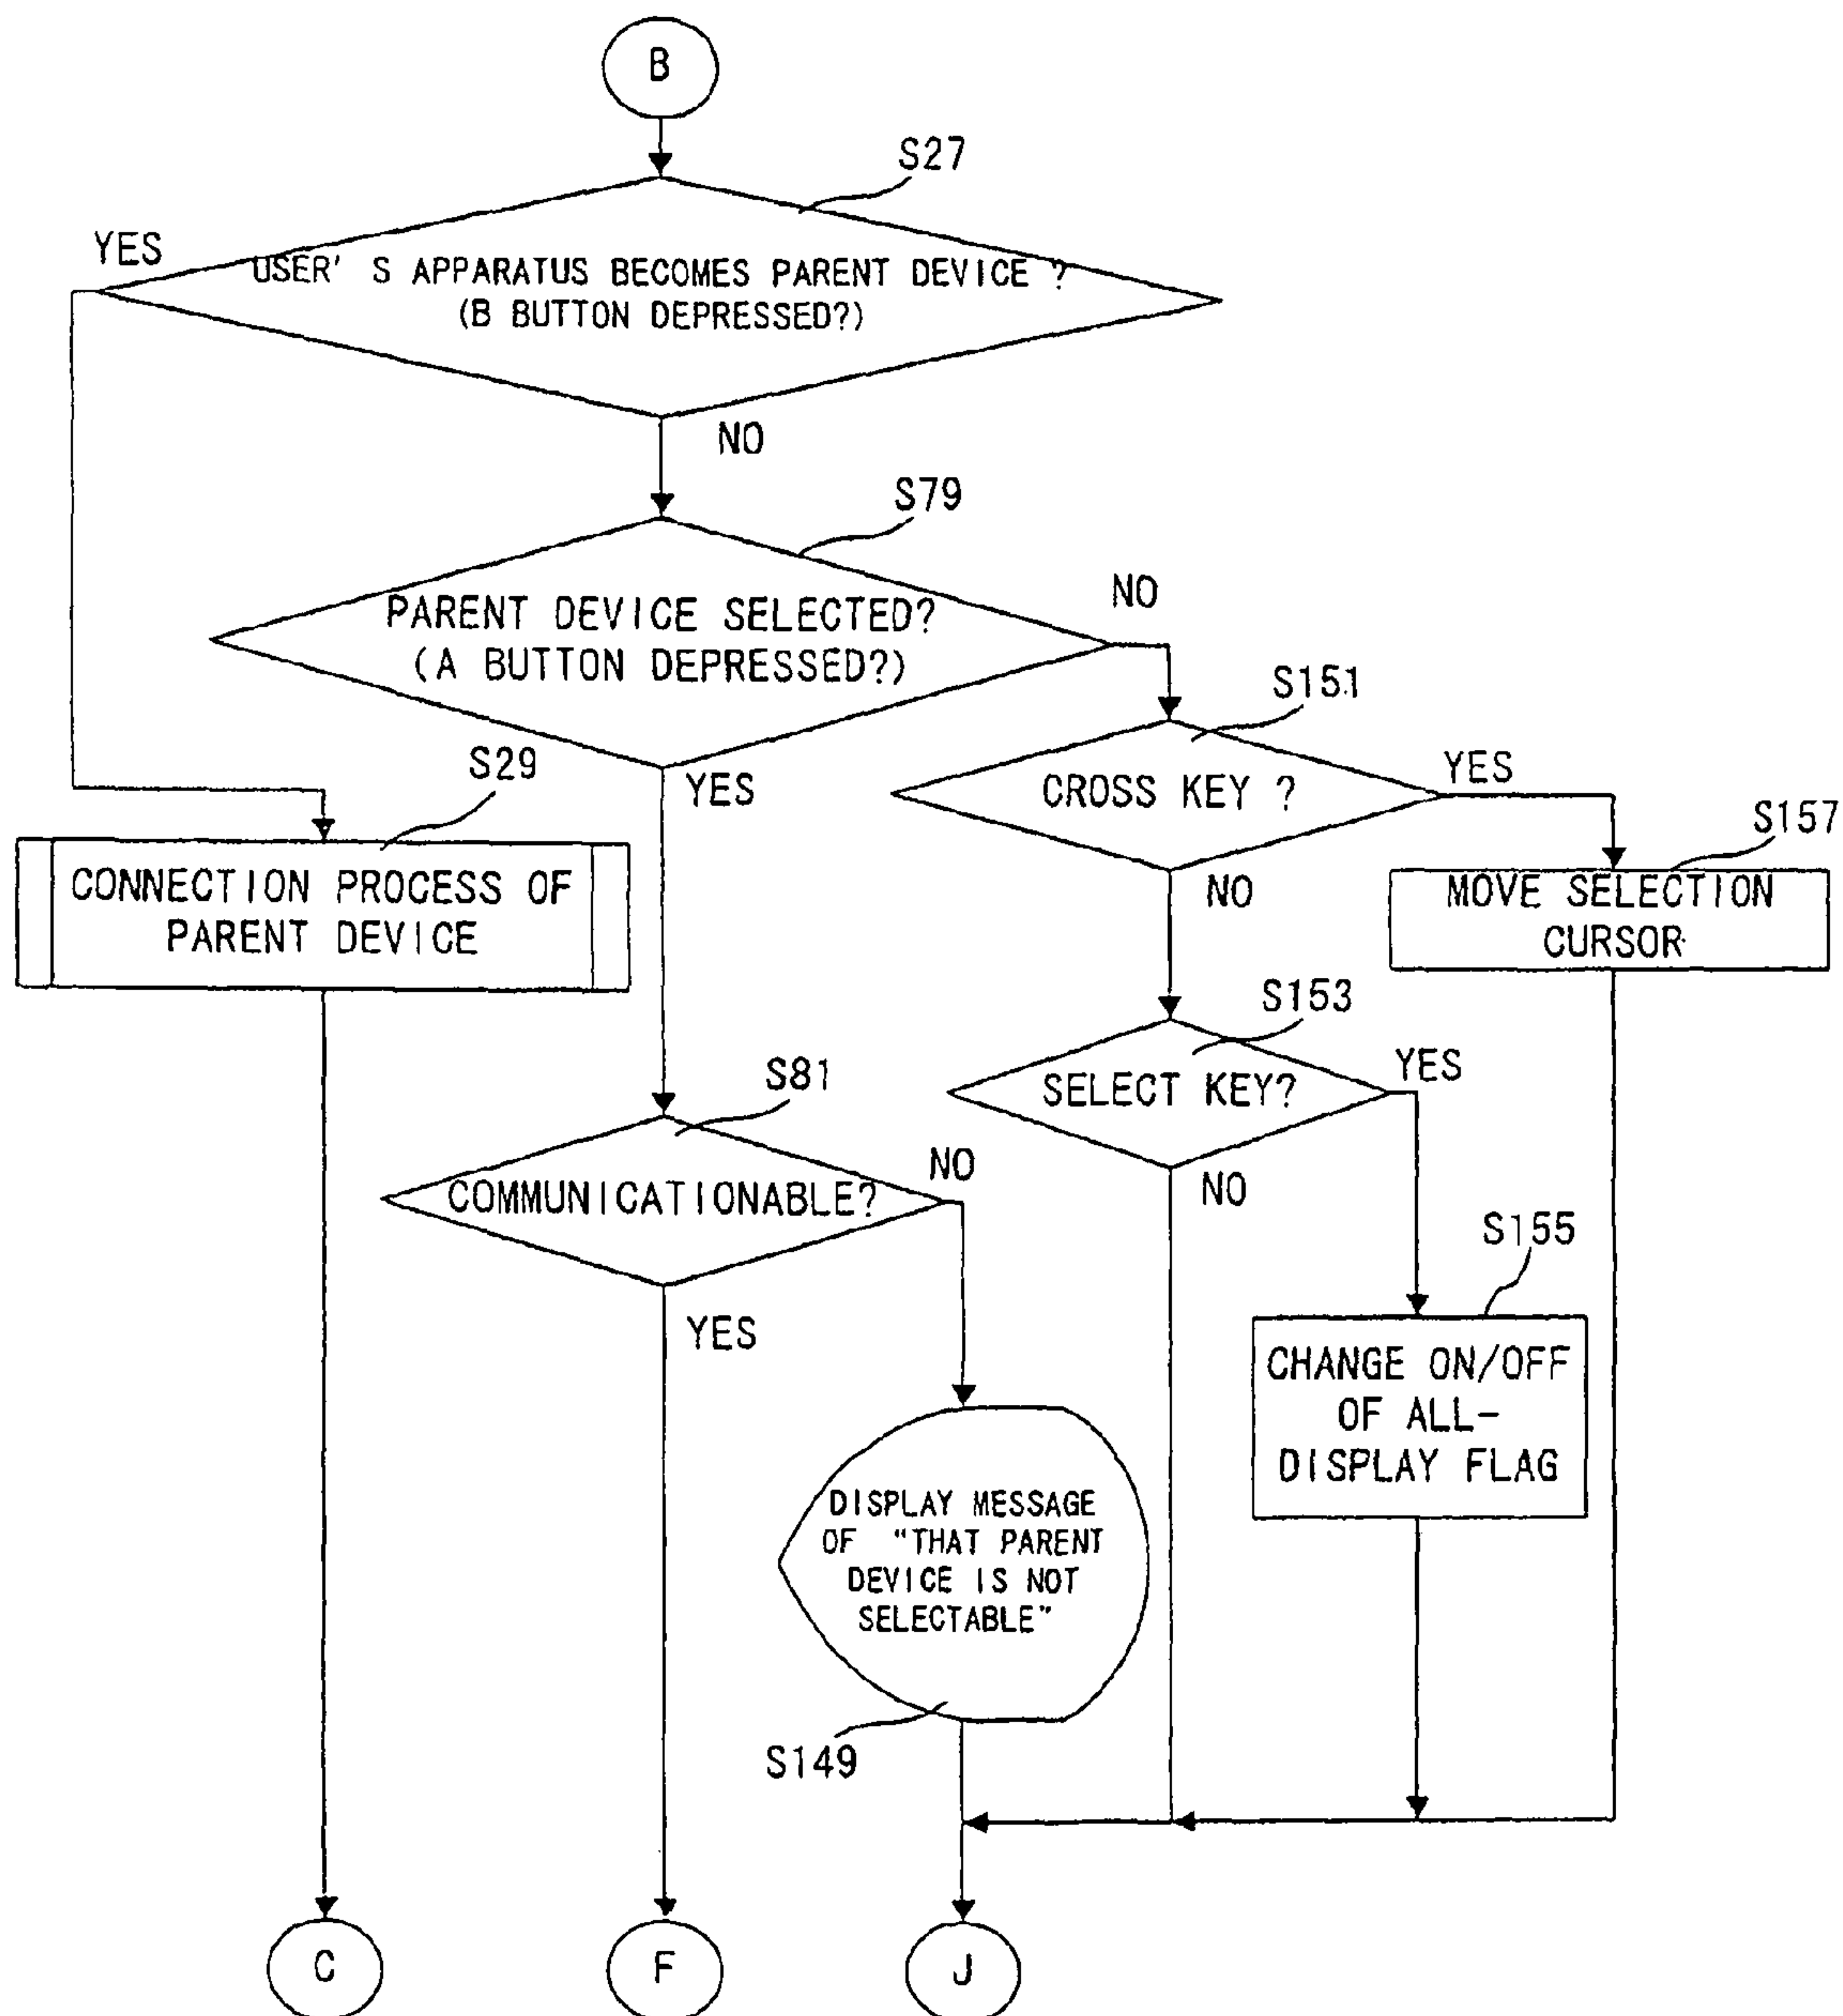 B
S27
YES
USER' S APPARATUS BECOMES PARENT DEVICE ?
(B BUTTON DEPRESSED?)
NO
S79
PARENT DEVICE SELECTED?
(A BUTTON DEPRESSED?)
NO
S151
CROSS KEY ?
YES
S29
YES
S157
CONNECTION PROCESS OF
PARENT DEVICE
MOVE SELECTION
CURSOR
NO
S153
SELECT KEY?
YES
S81
COMMUNICATIONABLE?
NO
NO
S155
YES
CHANGE ON/OFF
OF ALL-
DISPLAY FLAG
DISPLAY MESSAGE
OF "THAT PARENT
DEVICE IS NOT
SELECTABLE"
S149
C
F
J